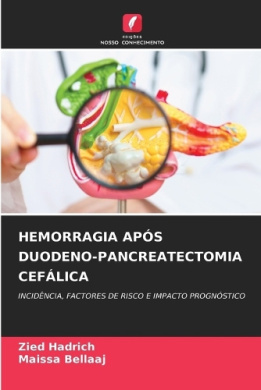 edições
NOSSO CONHECIMENTO
HEMORRAGIA APÓS
DUODENO-PANCREATECTOMIA
CEFÁLICA
INCIDÊNCIA, FACTORES DE RISCO E IMPACTO PROGNÓSTICO
Zied Hadrich
Maissa Bellaaj